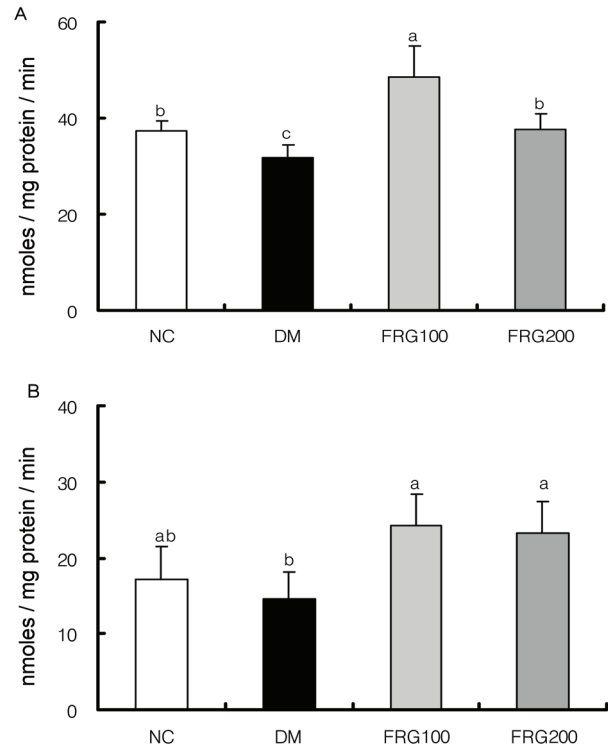 A
nmoles / mg protein / min
60
40
20
0
b
c
a
b
NC DM FRG100 FRG200
B
nmoles / mg protein / min
40
30
20
10
0
ab
b
a
a
NC DM FRG100 FRG200